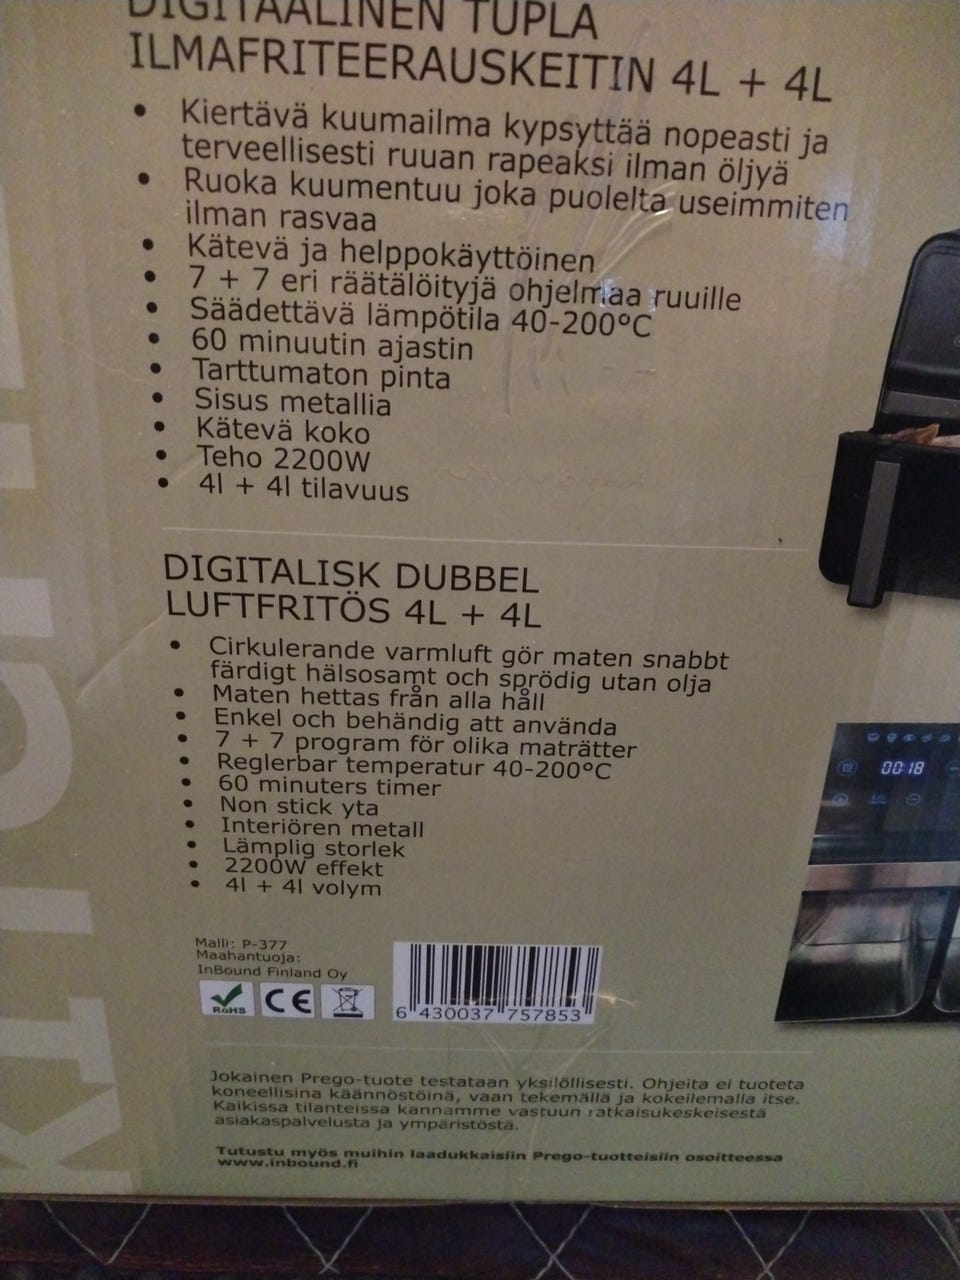 DIGITAALINEN TUPLA
ILMAFRITEERAUSKEITIN 4L + 4L
• Kiertävä kuumailma kypsyttää nopeasti ja
terveellisesti ruuan rapeaksi ilman öljyä
• Ruoka kuumentuu joka puolelta useimmiten
ilman rasvaa
• Kätevä ja helppokäyttöinen
• 7 + 7 eri räätälöityjä ohjelmaa ruuille
• Säädettävä lämpötila 40-200°C
• 60 minuutin ajastin
• Tarttumaton pinta
• Sisus metallia
• Kätevä koko
• Teho 2200W
• 4l + 4l tilavuus
DIGITALISK DUBBEL
LUFTFRITÖS 4L + 4L
• Cirkulerande varmluft gör maten snabbt
färdigt hälsosamt och sprödig utan olja
• Maten hettas från alla håll
• Enkel och behändig att använda
• 7 + 7 program för olika maträtter
• Reglerbar temperatur 40-200°C
• 60 minuters timer
• Non stick yta
• Interiören metall
• Lämplig storlek
• 2200W effekt
• 4l + 4l volym
00:18
Malli: P-377
Maahantuoja:
InBound Finland Oy
RoHS CE
6 430037 757853
Jokainen Prego-tuote testataan yksilöllisesti. Ohjeita ei tuoteta
koneellisina käännöstöinä, vaan tekemällä ja kokeilemalla itse.
Kaikissa tilanteissa kannamme vastuun ratkaisukeskeisestä
asiakaspalvelusta ja ympäristöstä.
Tutustu myös muihin laadukkaisiin Prego-tuotteisiin osoitteessa
www.inbound.fi